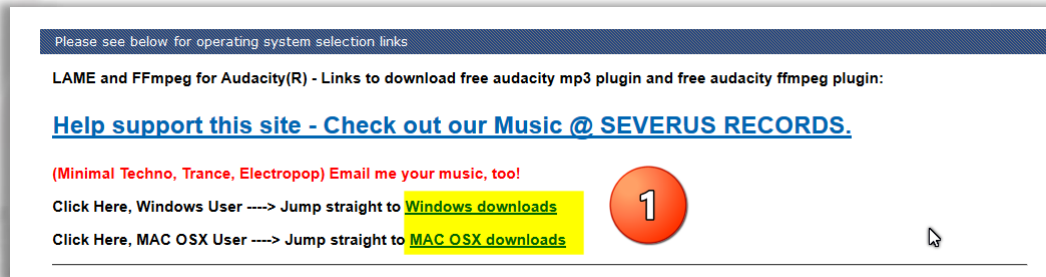 Please see below for operating system selection links
LAME and FFmpeg for Audacity(R) - Links to download free audacity mp3 plugin and free audacity ffmpeg plugin:
Help support this site - Check out our Music @ SEVERUS RECORDS.
(Minimal Techno, Trance, Electropop) Email me your music, too!
Click Here, Windows User ----> Jump straight to Windows downloads
1
Click Here, MAC OSX User ----> Jump straight to MAC OSX downloads